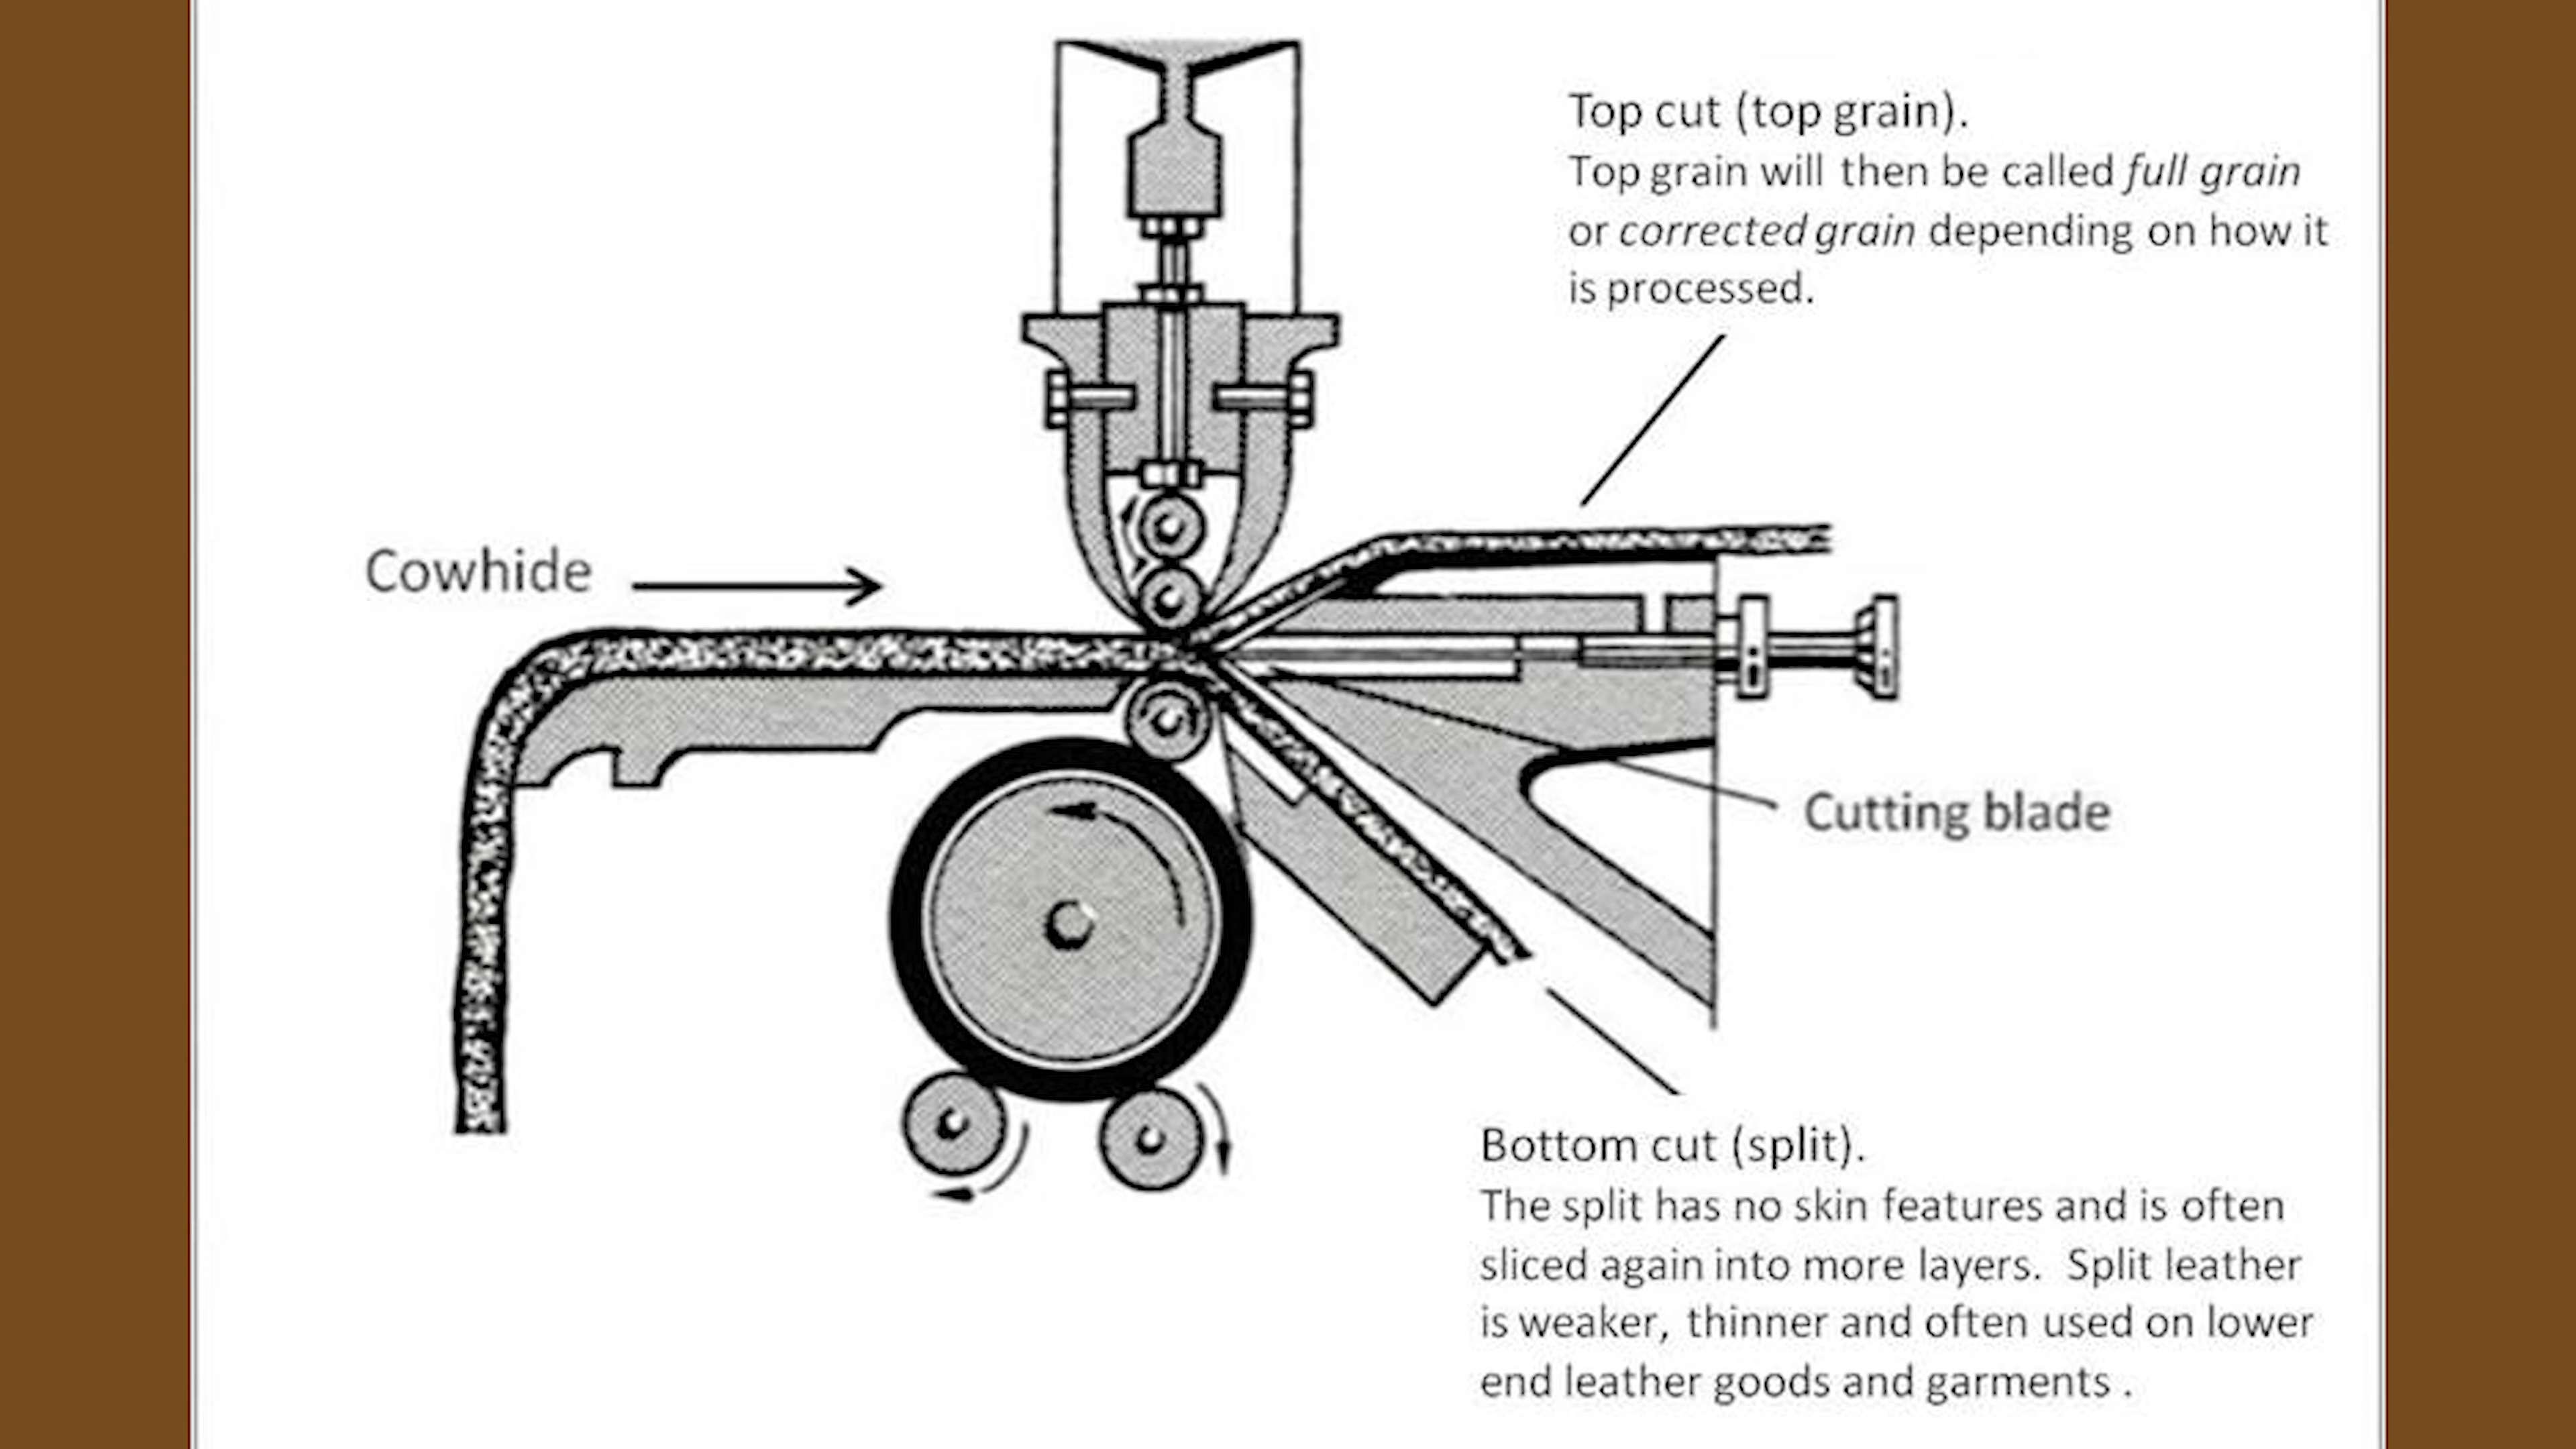 Top cut (top grain).
Top grain will then be called full grain
or corrected grain depending on how it
is processed.
Cowhide
Cutting blade
Bottom cut (split).
The split has no skin features and is often
sliced again into more layers. Split leather
is weaker, thinner and often used on lower
end leather goods and garments .